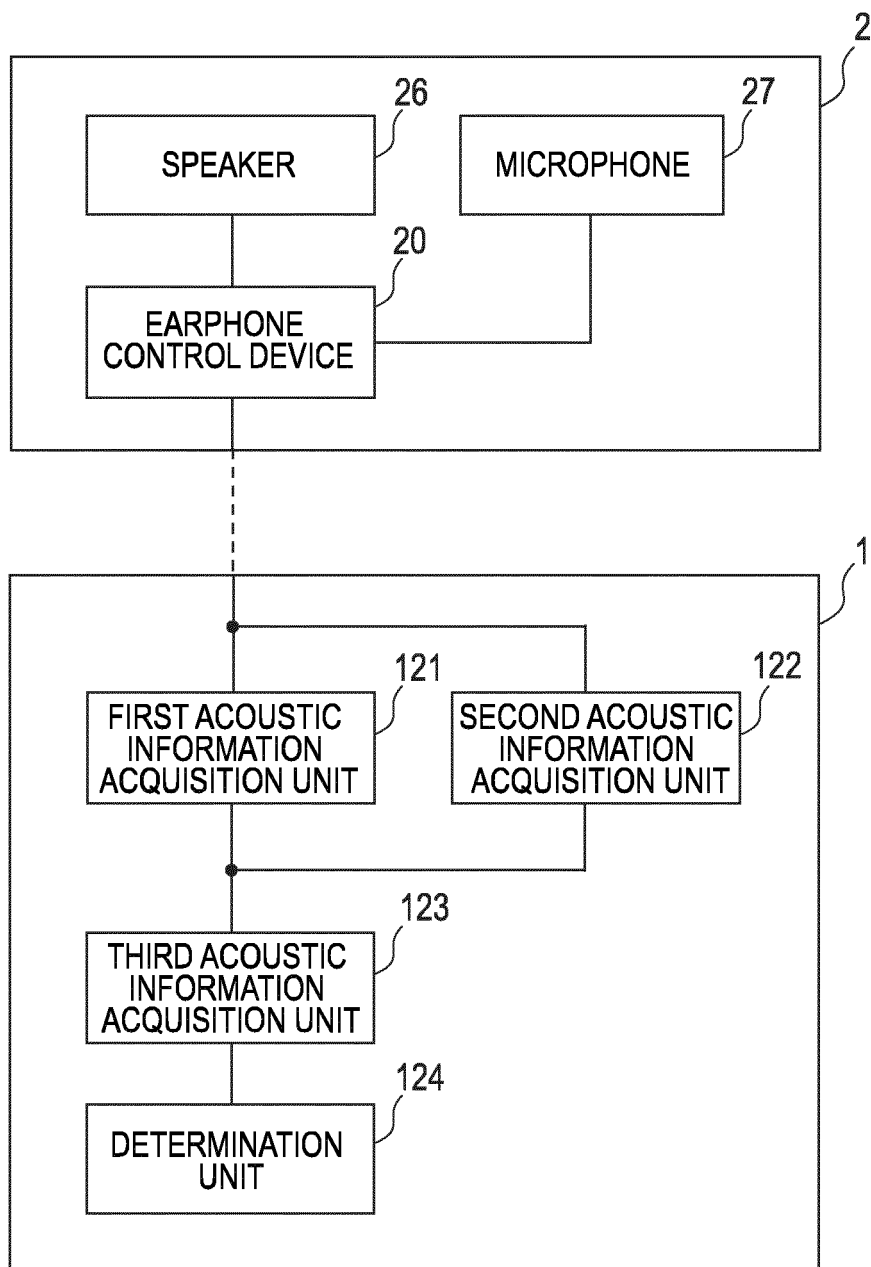 2
26
27
SPEAKER
MICROPHONE
20
EARPHONE
CONTROL DEVICE
1
121
122
FIRST ACOUSTIC
INFORMATION
ACQUISITION UNIT
SECOND ACOUSTIC
INFORMATION
ACQUISITION UNIT
123
THIRD ACOUSTIC
INFORMATION
ACQUISITION UNIT
124
DETERMINATION
UNIT